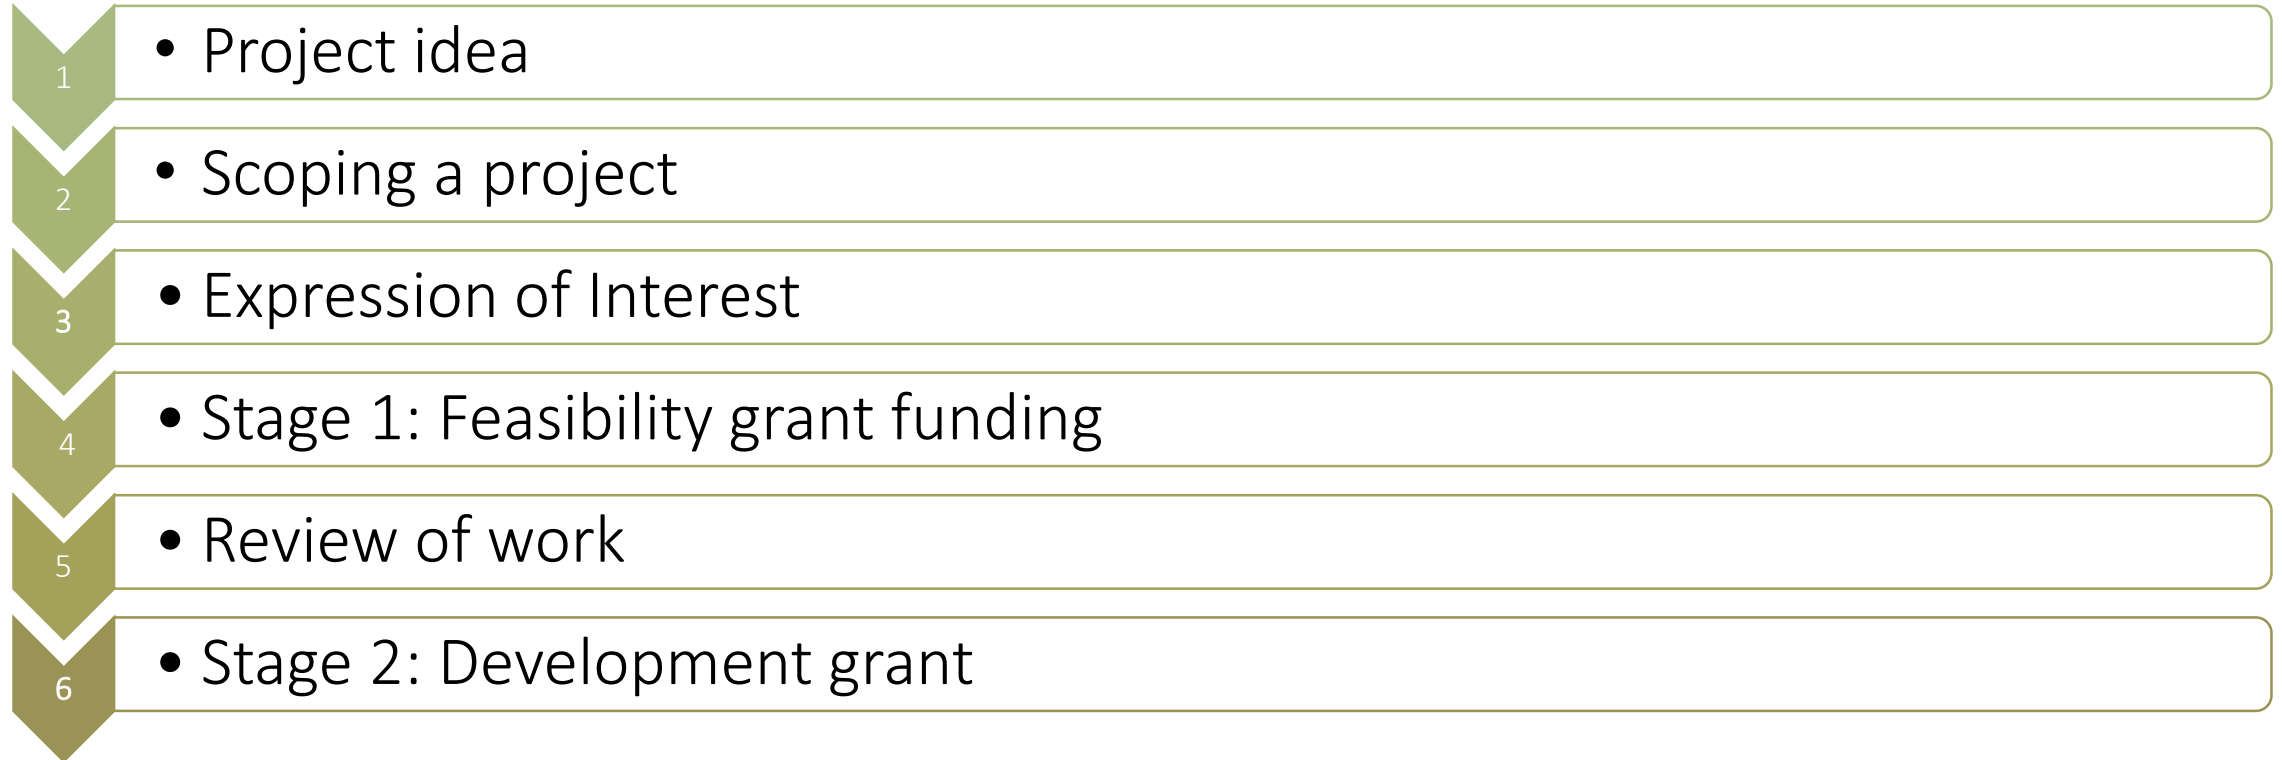 1
• Project idea
2
• Scoping a project
3
• Expression of Interest
4
• Stage 1: Feasibility grant funding
5
• Review of work
6
• Stage 2: Development grant